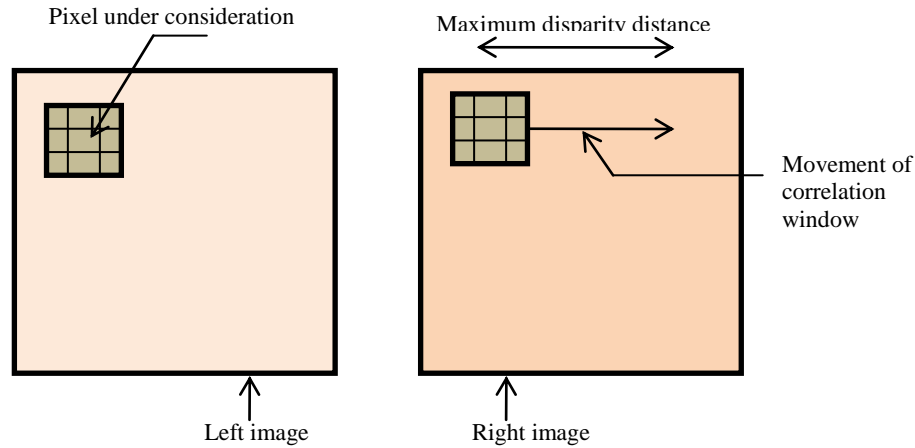 Pixel under consideration
Maximum disparity distance
Movement of
correlation
window
Left image
Right image